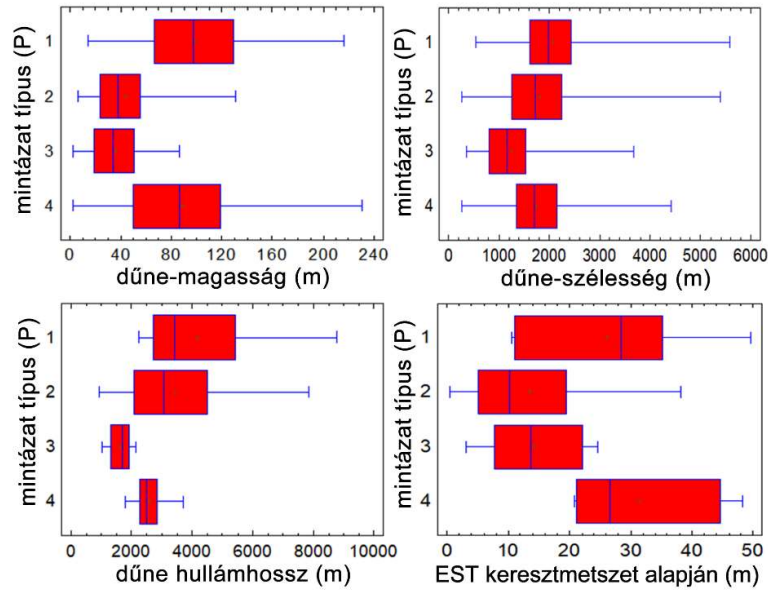 mintázat típus (P)
1
2
3
4
0 40 80 120 160 200 240
dűne-magasság (m)
mintázat típus (P)
1
2
3
4
0 1000 2000 3000 4000 5000 6000
dűne-szélesség (m)
mintázat típus (P)
1
2
3
4
0 2000 4000 6000 8000 10000
dűne hullámhossz (m)
mintázat típus (P)
1
2
3
4
0 10 20 30 40 50
EST keresztmetszet alapján (m)